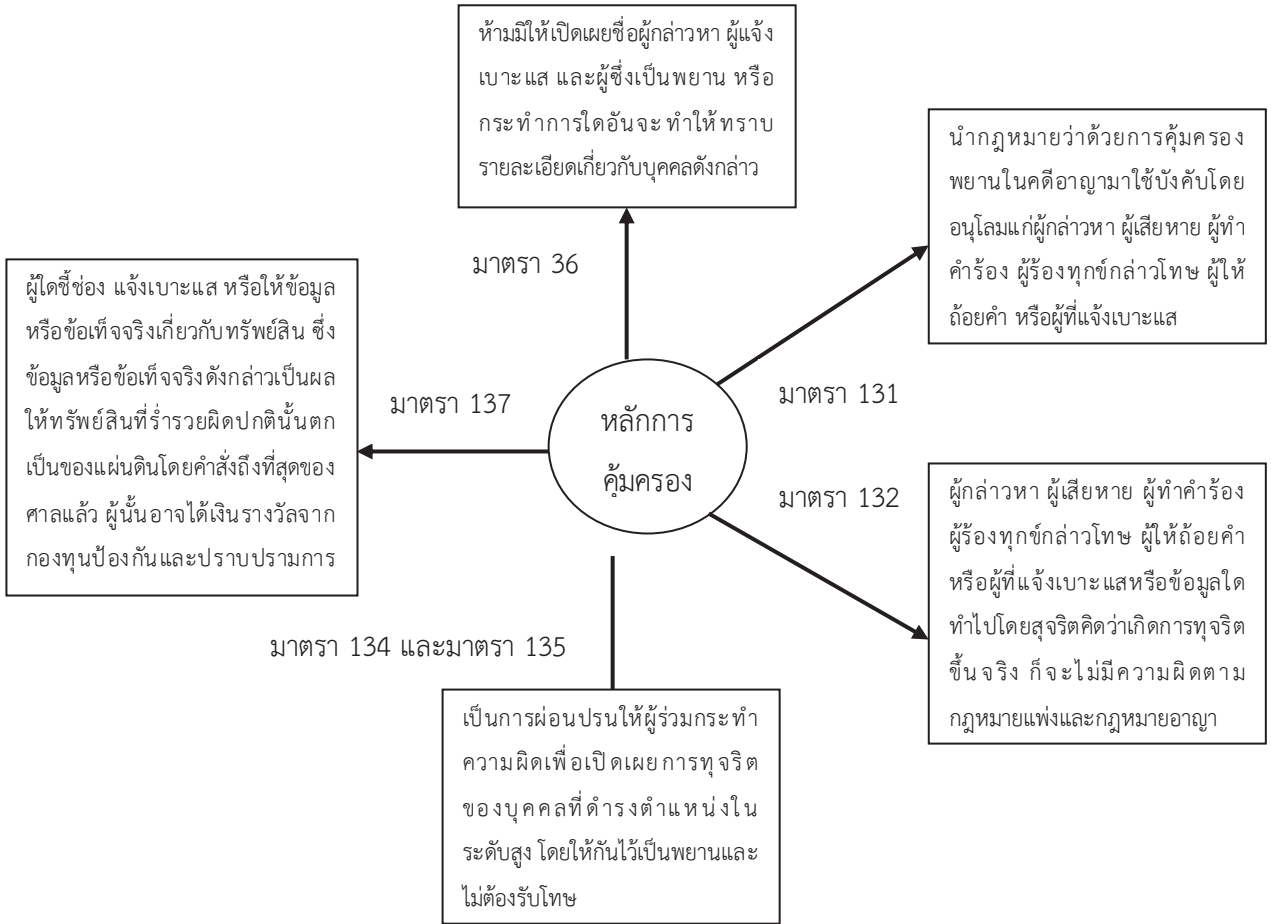 ห้ามมิให้เปิดเผยชื่อผู้กล่าวหา ผู้แจ้ง
เบาะแส และผู้ซึ่งเป็นพยาน หรือ
กระทำการใดอันจะ ทำให้ทราบ
รายละเอียดเกี่ยวกับบุคคลดังกล่าว
มาตรา 36
นำกฎหมายว่าด้วยการคุ้มครอง
พยานในคดีอาญามาใช้บังคับโดย
อนุโลมแก่ผู้กล่าวหา ผู้เสียหาย ผู้ทำ
คำร้อง ผู้ร้องทุกข์กล่าวโทษ ผู้ให้
ถ้อยคำ หรือผู้ที่แจ้งเบาะแส
มาตรา 131
ผู้ใดชี้ช่อง แจ้งเบาะแส หรือให้ข้อมูล
หรือข้อเท็จจริงเกี่ยวกับทรัพย์สิน ซึ่ง
ข้อมูลหรือข้อเท็จจริงดังกล่าวเป็นผล
ให้ทรัพย์สินที่ร่ำรวยผิดปกตินั้นตก
เป็นของแผ่นดินโดยคำสั่งถึงที่สุดของ
ศาลแล้ว ผู้นั้นอาจได้เงินรางวัลจาก
กองทุนป้องกันและปราบปรามการ
มาตรา 137
หลักการ
คุ้มครอง
มาตรา 132
ผู้กล่าวหา ผู้เสียหาย ผู้ทำคำร้อง
ผู้ร้องทุกข์กล่าวโทษ ผู้ให้ถ้อยคำ
หรือผู้ที่แจ้งเบาะแสหรือข้อมูลใด
ทำไปโดยสุจริตคิดว่าเกิดการทุจริต
ขึ้นจริง ก็จะไม่มีความผิดตาม
กฎหมายแพ่งและกฎหมายอาญา
มาตรา 134 และมาตรา 135
เป็นการผ่อนปรนให้ผู้ร่วมกระทำ
ความผิดเพื่อเปิดเผยการทุจริต
ของบุคคลที่ดำรงตำแหน่งใน
ระดับสูง โดยให้กันไว้เป็นพยานและ
ไม่ต้องรับโทษ